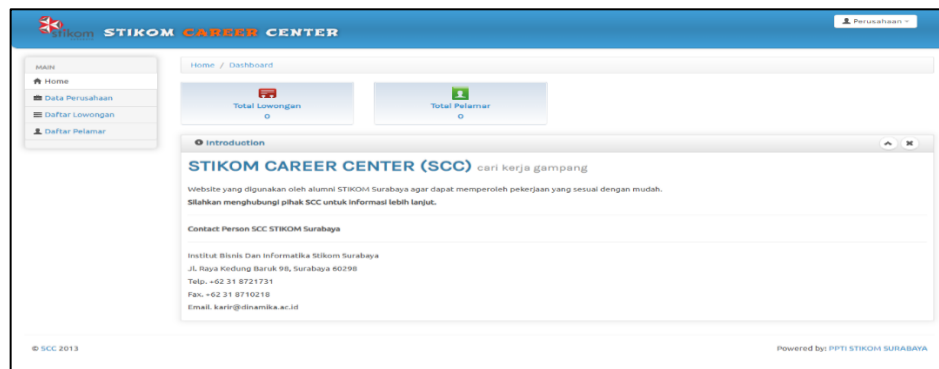 stikom STIKOM CAREER CENTER
Perusahaan
MAIN
Home
Data Perusahaan
Daftar Lowongan
Daftar Pelamar
Home / Dashboard
Total Lowongan
0
Total Pelamar
0
Introduction
STIKOM CAREER CENTER (SCC) cari kerja gampang
Website yang digunakan oleh alumni STIKOM Surabaya agar dapat memperoleh pekerjaan yang sesuai dengan mudah.
Silahkan menghubungi pihak SCC untuk informasi lebih lanjut.
Contact Person SCC STIKOM Surabaya
Institut Bisnis Dan Informatika Stikom Surabaya
Jl. Raya Kedung Baruk 98, Surabaya 60298
Telp. +62 31 8721731
Fax. +62 31 8710218
Email. karir@dinamika.ac.id
© SCC 2013
Powered by: PPTI STIKOM SURABAYA